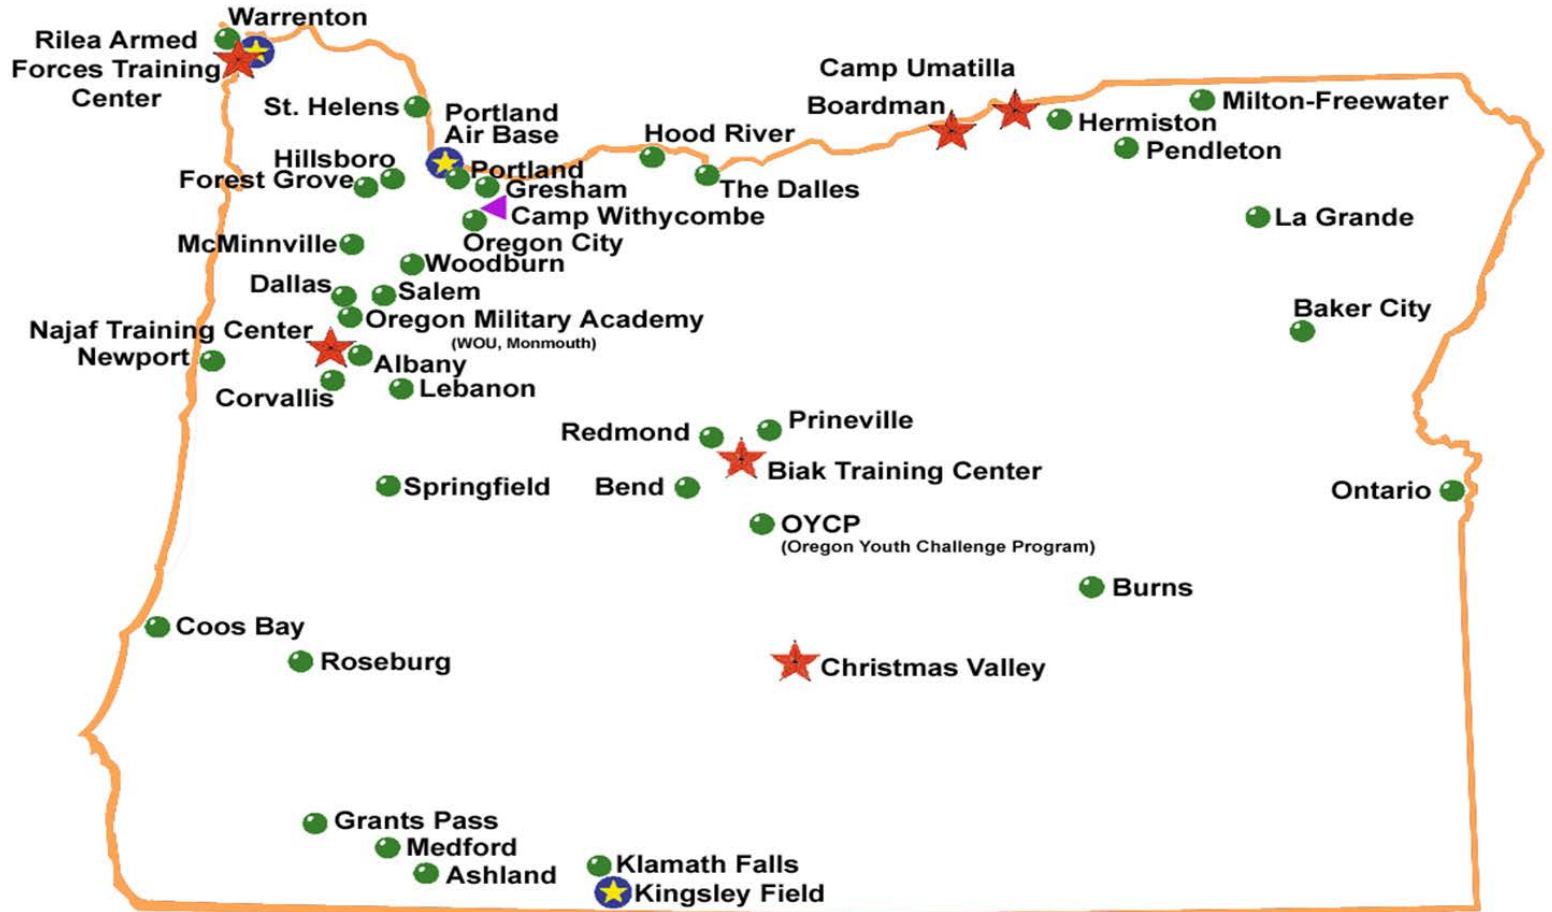 Warrenton
Rilea Armed
Forces Training
Center
Camp Umatilla
Boardman
Milton-Freewater
Hermiston
Pendleton
St. Helens
Portland
Air Base
Hood River
Hillsboro
Forest Grove
Portland
Gresham
The Dalles
Camp Withycombe
La Grande
McMinnville
Oregon City
Woodburn
Dallas
Salem
Baker City
Oregon Military Academy
(WOU, Monmouth)
Najaf Training Center
Newport
Albany
Corvallis
Lebanon
Redmond
Prineville
Biak Training Center
Springfield
Bend
Ontario
OYCP
(Oregon Youth Challenge Program)
Burns
Coos Bay
Roseburg
Christmas Valley
Grants Pass
Medford
Ashland
Klamath Falls
Kingsley Field